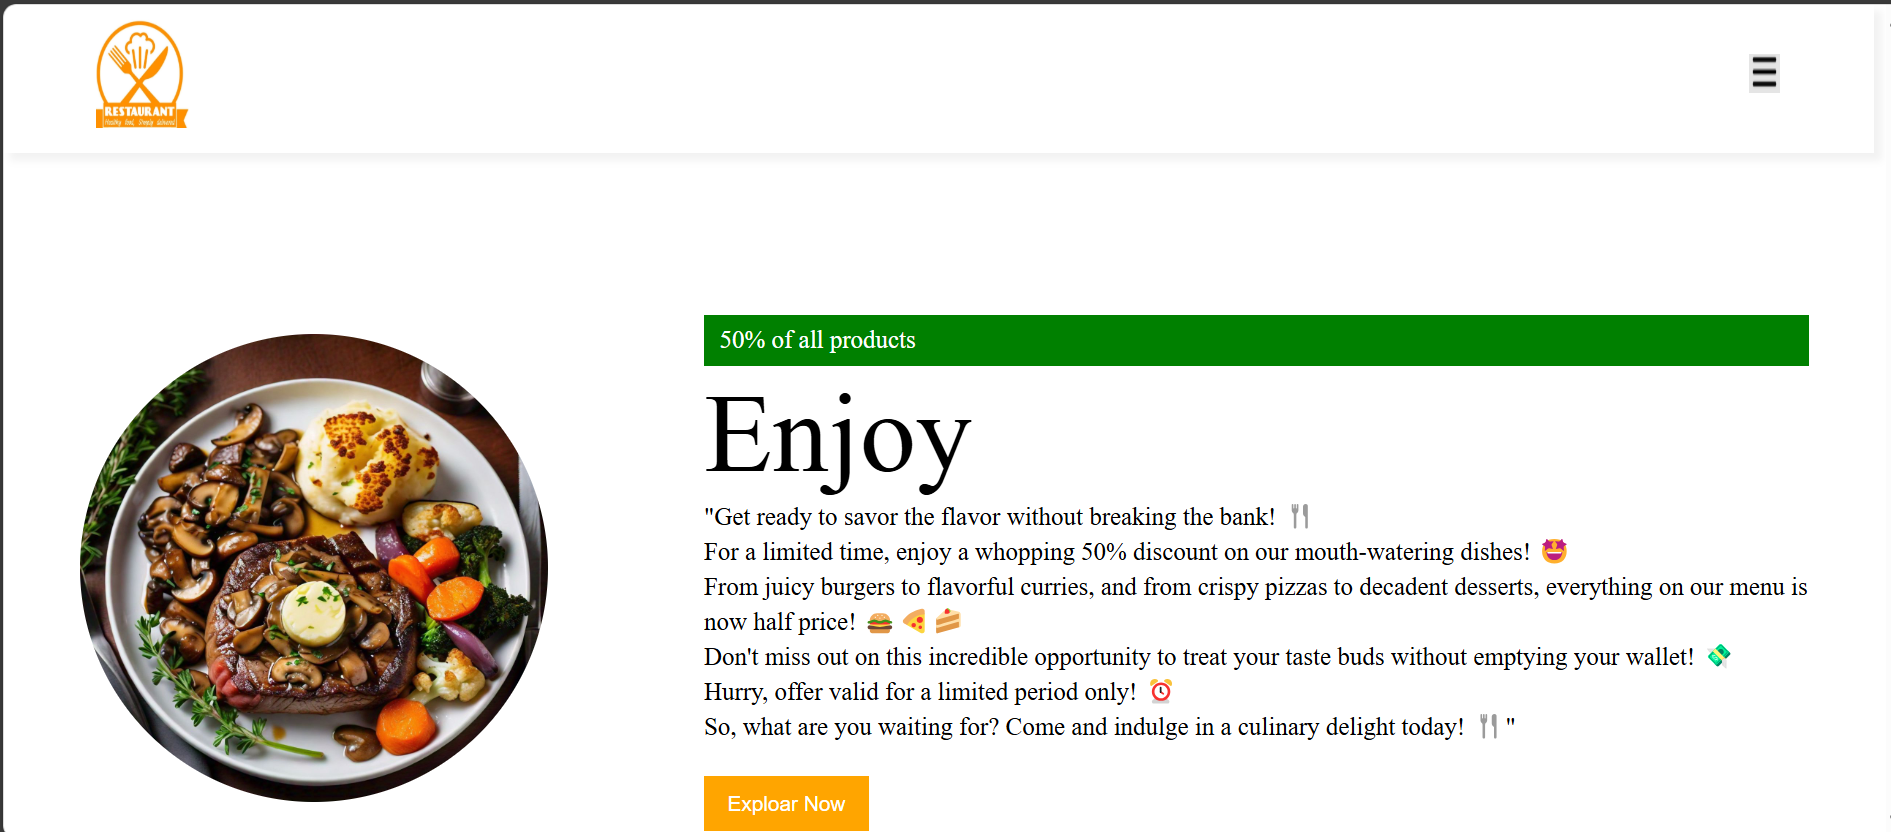 RESTAURANT
Healthy food, Simply delivered
50% of all products
Enjoy
"Get ready to savor the flavor without breaking the bank! 🍴
For a limited time, enjoy a whopping 50% discount on our mouth-watering dishes! 🤩
From juicy burgers to flavorful curries, and from crispy pizzas to decadent desserts, everything on our menu is
now half price! 🍔 🍕 🍰
Don't miss out on this incredible opportunity to treat your taste buds without emptying your wallet! 💸
Hurry, offer valid for a limited period only! ⏰
So, what are you waiting for? Come and indulge in a culinary delight today! 🍴 "
Exploar Now